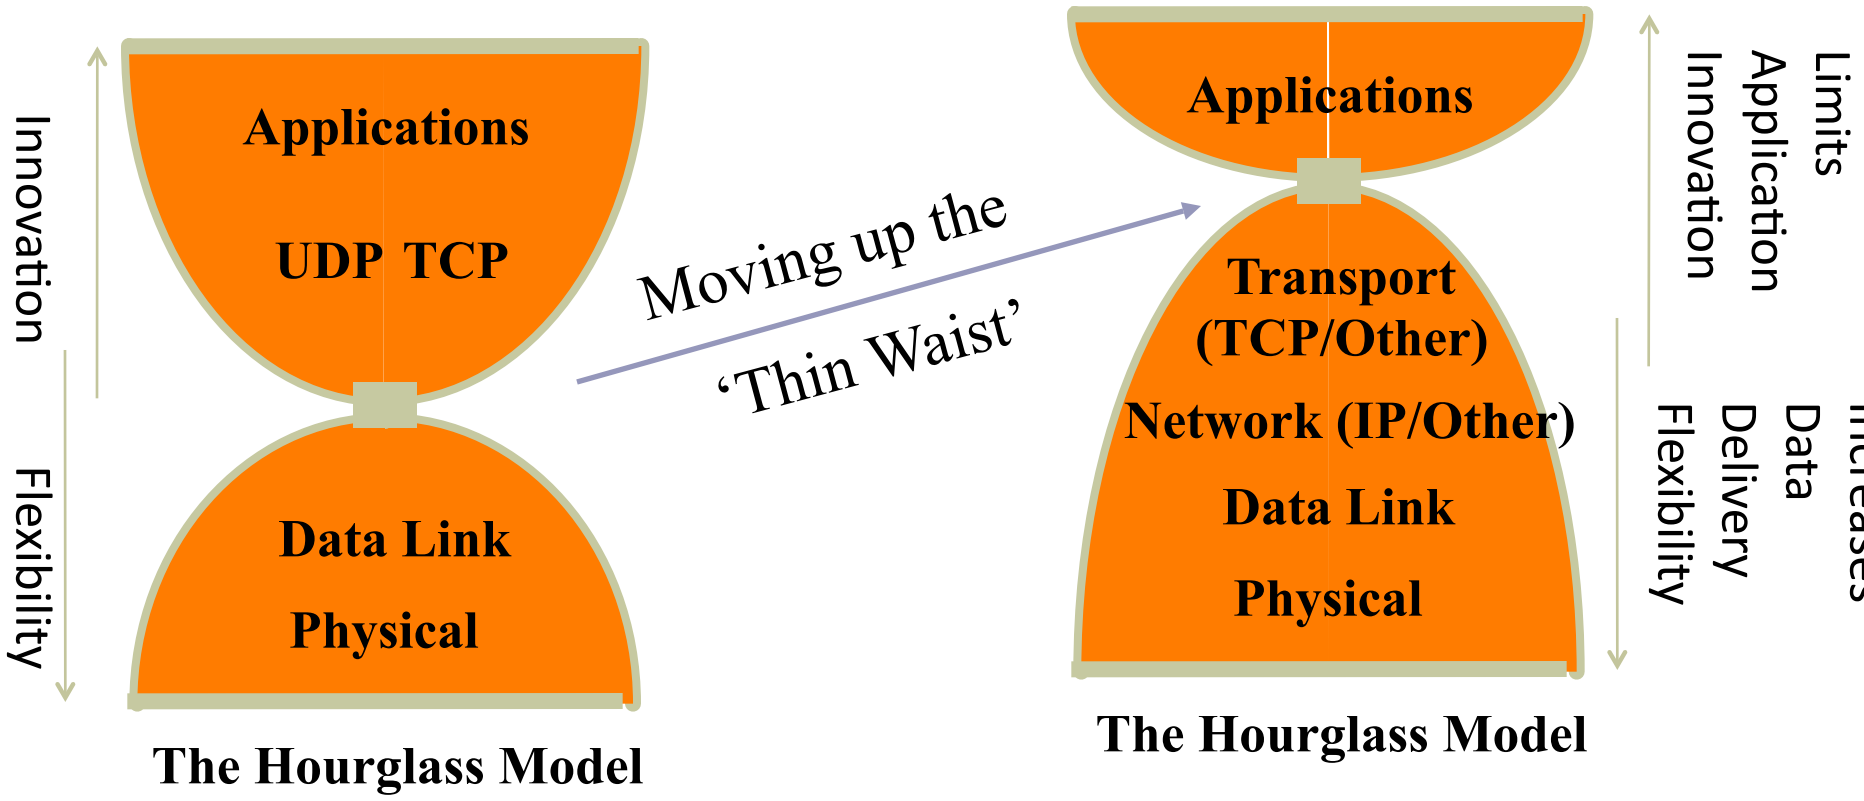 Innovation
Flexibility
Applications
UDP TCP
Data Link
Physical
The Hourglass Model
Moving up the
‘Thin Waist’
Applications
Transport
(TCP/Other)
Network (IP/Other)
Data Link
Physical
The Hourglass Model
Limits
Application
Innovation
Increases
Data
Delivery
Flexibility